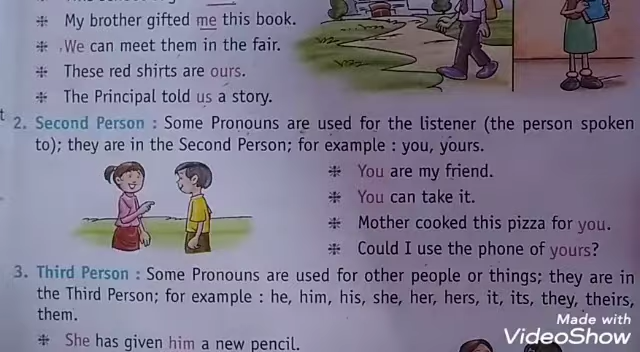 My brother gifted me this book.
We can meet them in the fair.
These red shirts are ours.
The Principal told us a story.
2. Second Person : Some Pronouns are used for the listener (the person spoken
to); they are in the Second Person; for example : you, yours.
You are my friend.
You can take it.
Mother cooked this pizza for you.
Could I use the phone of yours?
3. Third Person : Some Pronouns are used for other people or things; they are in
the Third Person; for example : he, him, his, she, her, hers, it, its, they, theirs,
them.
She has given him a new pencil.
Made with
VideoShow